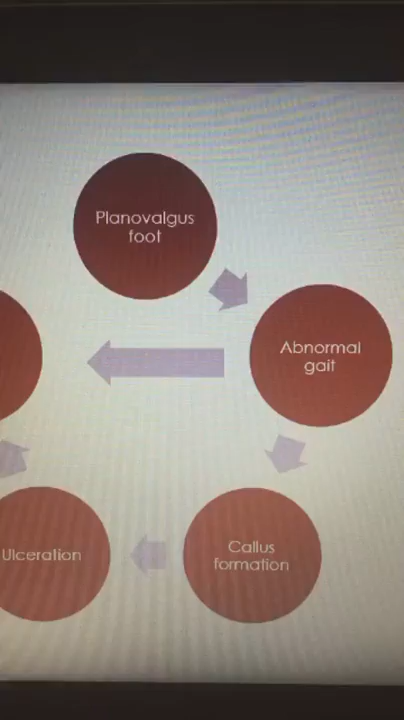 Planovalgus
foot
Abnormal
gait
Callus
formation
Ulceration